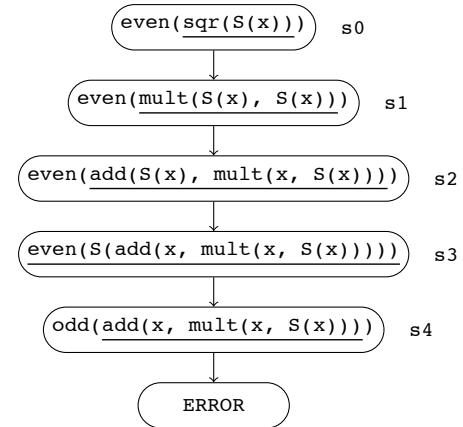 even(sqr(S(x))) s0
even(mult(S(x), S(x))) s1
even(add(S(x), mult(x, S(x)))) s2
even(S(add(x, mult(x, S(x))))) s3
odd(add(x, mult(x, S(x)))) s4
ERROR